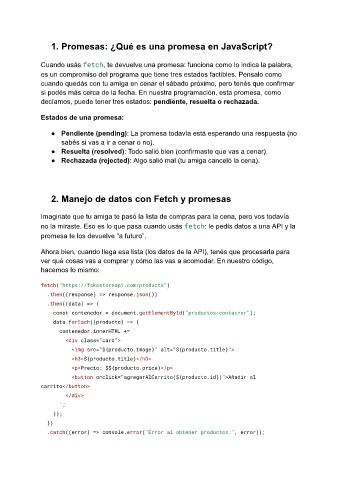 1. Promesas: ¿Qué es una promesa en JavaScript?
Cuando usás fetch, te devuelve una promesa: funciona como lo indica la palabra,
es un compromiso del programa que tiene tres estados factibles. Pensalo como
cuando quedás con tu amiga en cenar el sábado próximo, pero tenés que confirmar
si podés más cerca de la fecha. En nuestra programación, esta promesa, como
decíamos, puede tener tres estados: pendiente, resuelta o rechazada.
Estados de una promesa:
● Pendiente (pending): La promesa todavía está esperando una respuesta (no
sabés si vas a ir a cenar o no).
● Resuelta (resolved): Todo salió bien (confirmaste que vas a cenar).
● Rechazada (rejected): Algo salió mal (tu amiga canceló la cena).
2. Manejo de datos con Fetch y promesas
Imaginate que tu amiga te pasó la lista de compras para la cena, pero vos todavía
no la miraste. Eso es lo que pasa cuando usás fetch: le pedís datos a una API y la
promesa te los devuelve "a futuro".
Ahora bien, cuando llega esa lista (los datos de la API), tenés que procesarla para
ver qué cosas vas a comprar y cómo las vas a acomodar. En nuestro código,
hacemos lo mismo:
fetch("https://fakestoreapi.com/products")
.then((response) => response.json())
.then((data) => {
const contenedor = document.getElementById("productos-container");
data.forEach((producto) => {
contenedor.innerHTML += `
<div class="card">
<img src="${producto.image}" alt="${producto.title}">
<h3>${producto.title}</h3>
<p>Precio: $${producto.price}</p>
<button onclick="agregarAlCarrito(${producto.id})">Añadir al
carrito</button>
</div>
`;
});
})
.catch((error) => console.error("Error al obtener productos:", error));